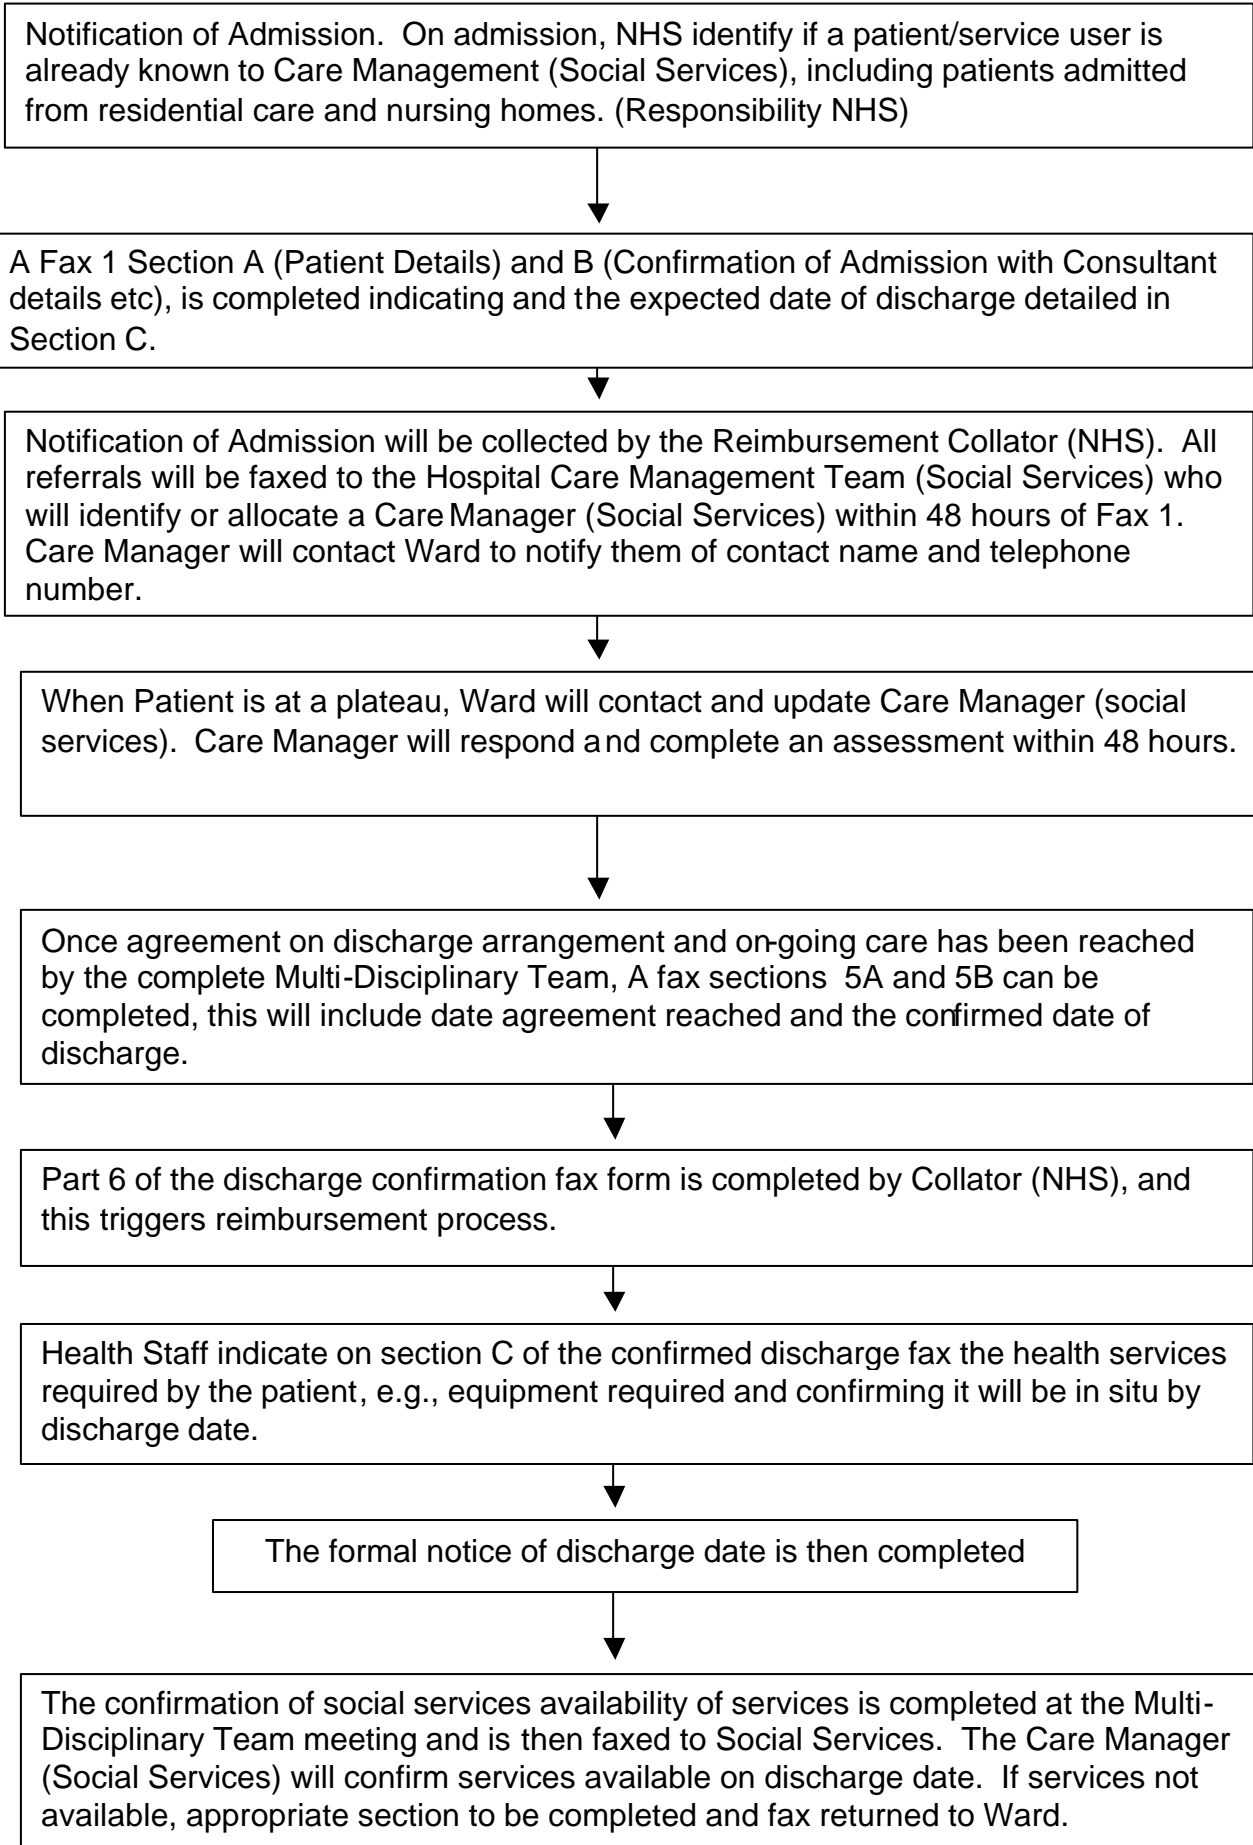 Notification of Admission.  On admission, NHS identify if a patient/service user is
already known to Care Management (Social Services), including patients admitted
from residential care and nursing homes. (Responsibility NHS)
A Fax 1 Section A (Patient Details) and B (Confirmation of Admission with Consultant
details etc), is completed indicating and the expected date of discharge detailed in
Section C.
Notification of Admission will be collected by the Reimbursement Collator (NHS).  All
referrals will be faxed to the Hospital Care Management Team (Social Services) who
will identify or allocate a Care Manager (Social Services) within 48 hours of Fax 1.
Care Manager will contact Ward to notify them of contact name and telephone
number.
When Patient is at a plateau, Ward will contact and update Care Manager (social
services).  Care Manager will respond and complete an assessment within 48 hours.
Once agreement on discharge arrangement and on-going care has been reached
by the complete Multi-Disciplinary Team, A fax sections  5A and 5B can be
completed, this will include date agreement reached and the confirmed date of
discharge.
Part 6 of the discharge confirmation fax form is completed by Collator (NHS), and
this triggers reimbursement process.
Health Staff indicate on section C of the confirmed discharge fax the health services
required by the patient, e.g., equipment required and confirming it will be in situ by
discharge date.
The formal notice of discharge date is then completed
The confirmation of social services availability of services is completed at the Multi-
Disciplinary Team meeting and is then faxed to Social Services.  The Care Manager
(Social Services) will confirm services available on discharge date.  If services not
available, appropriate section to be completed and fax returned to Ward.